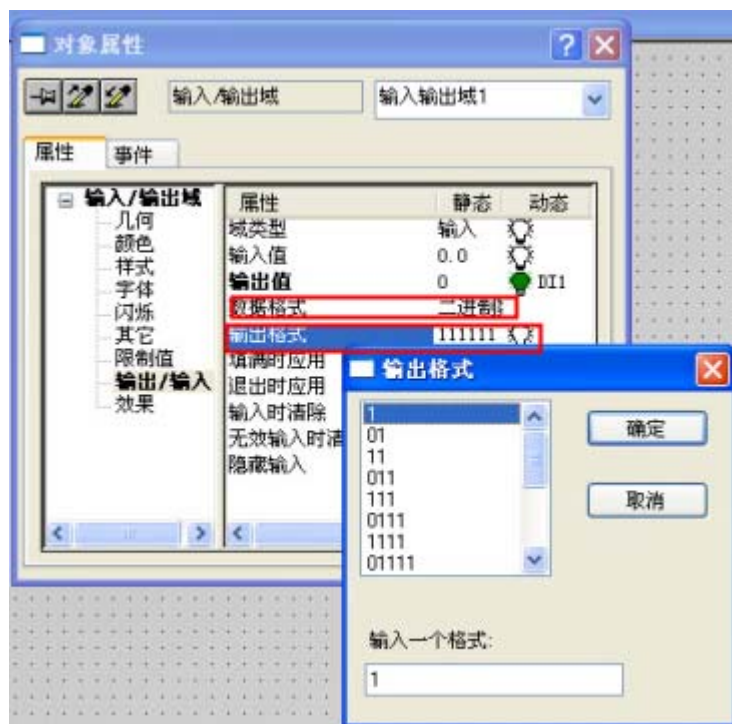 对象属性
输入/输出域
输入输出域1
属性
事件
输入/输出域
几何
颜色
样式
字体
闪烁
其它
限制值
输出/输入
效果
属性 静态 动态
域类型 输入
输入值 0.0
输出值 0 DI1
数据格式 二进制
输出格式 111111
填满时应用
退出时应用
输入时清除
无效输入时清
隐藏输入
输出格式
1
01
11
011
111
0111
1111
01111
确定
取消
输入一个格式:
1